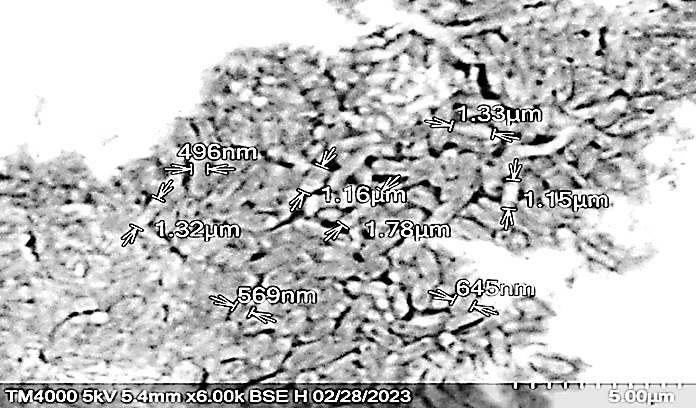 1.33µm
496nm
1.16µm
1.15µm
1.32µm
1.78µm
569nm
645nm
TM4000 5kV 5.4mm x6.00k BSE H 02/28/2023
5.00µm